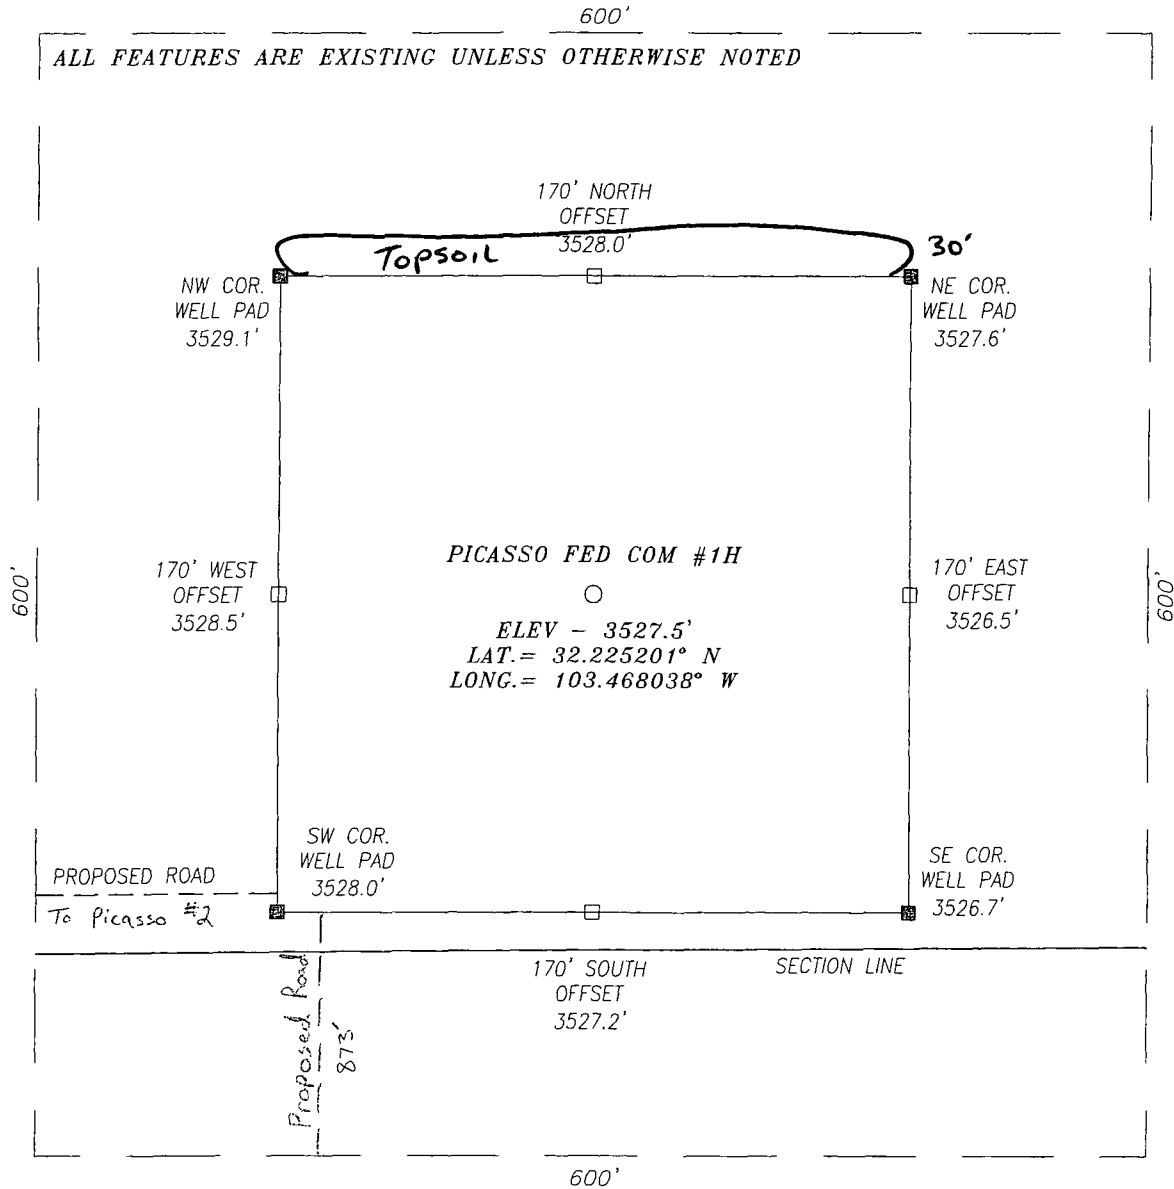 600'
ALL FEATURES ARE EXISTING UNLESS OTHERWISE NOTED
170' NORTH
OFFSET
3528.0'
Topsoil
30'
NW COR.
WELL PAD
3529.1'
NE COR.
WELL PAD
3527.6'
600'
170' WEST
OFFSET
3528.5'
PICASSO FED COM #1H
ELEV - 3527.5'
LAT.= 32.225201° N
LONG.= 103.468038° W
170' EAST
OFFSET
3526.5'
600'
SW COR.
WELL PAD
3528.0'
SE COR.
WELL PAD
3526.7'
PROPOSED ROAD
To Picasso #2
170' SOUTH
OFFSET
3527.2'
SECTION LINE
Proposed Road
873'
600'